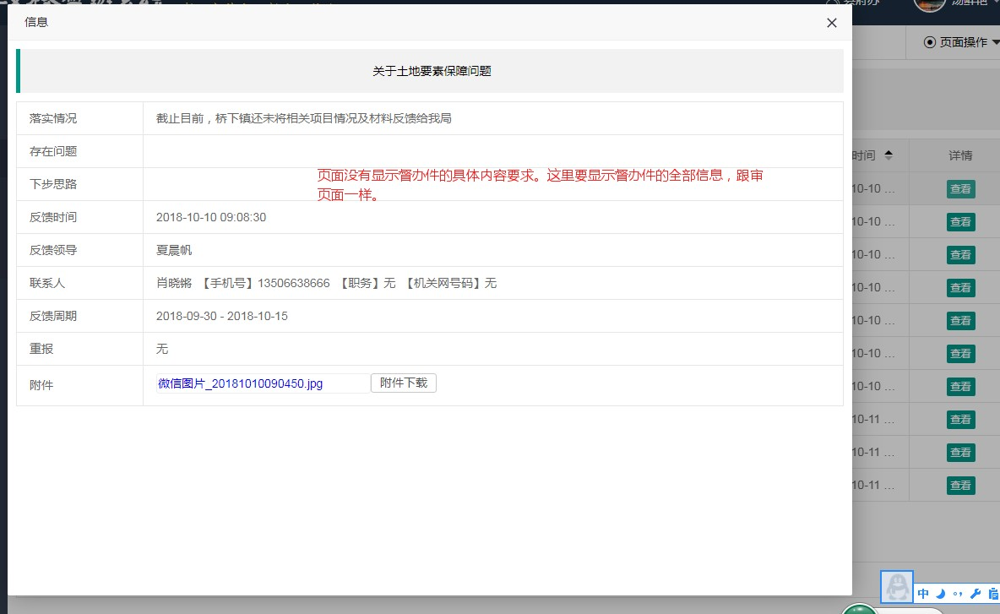 信息
页面操作
关于土地要素保障问题
落实情况 截止目前，桥下镇还未将相关项目情况及材料反馈给我局
存在问题
下步思路
页面没有显示督办件的具体内容要求。这里要显示督办件的全部信息，跟审
页面一样。
反馈时间 2018-10-10 09:08:30
反馈领导 夏晨帆
联系人 肖晓锵 【手机号】13506638666 【职务】无 【机关网号码】无
反馈周期 2018-09-30 - 2018-10-15
重报 无
附件 微信图片_20181010090450.jpg 附件下载
时间 详情
10-10 ... 查看
10-10 ... 查看
10-10 ... 查看
10-10 ... 查看
10-10 ... 查看
10-10 ... 查看
10-10 ... 查看
10-11 ... 查看
10-11 ... 查看
10-11 ... 查看
中